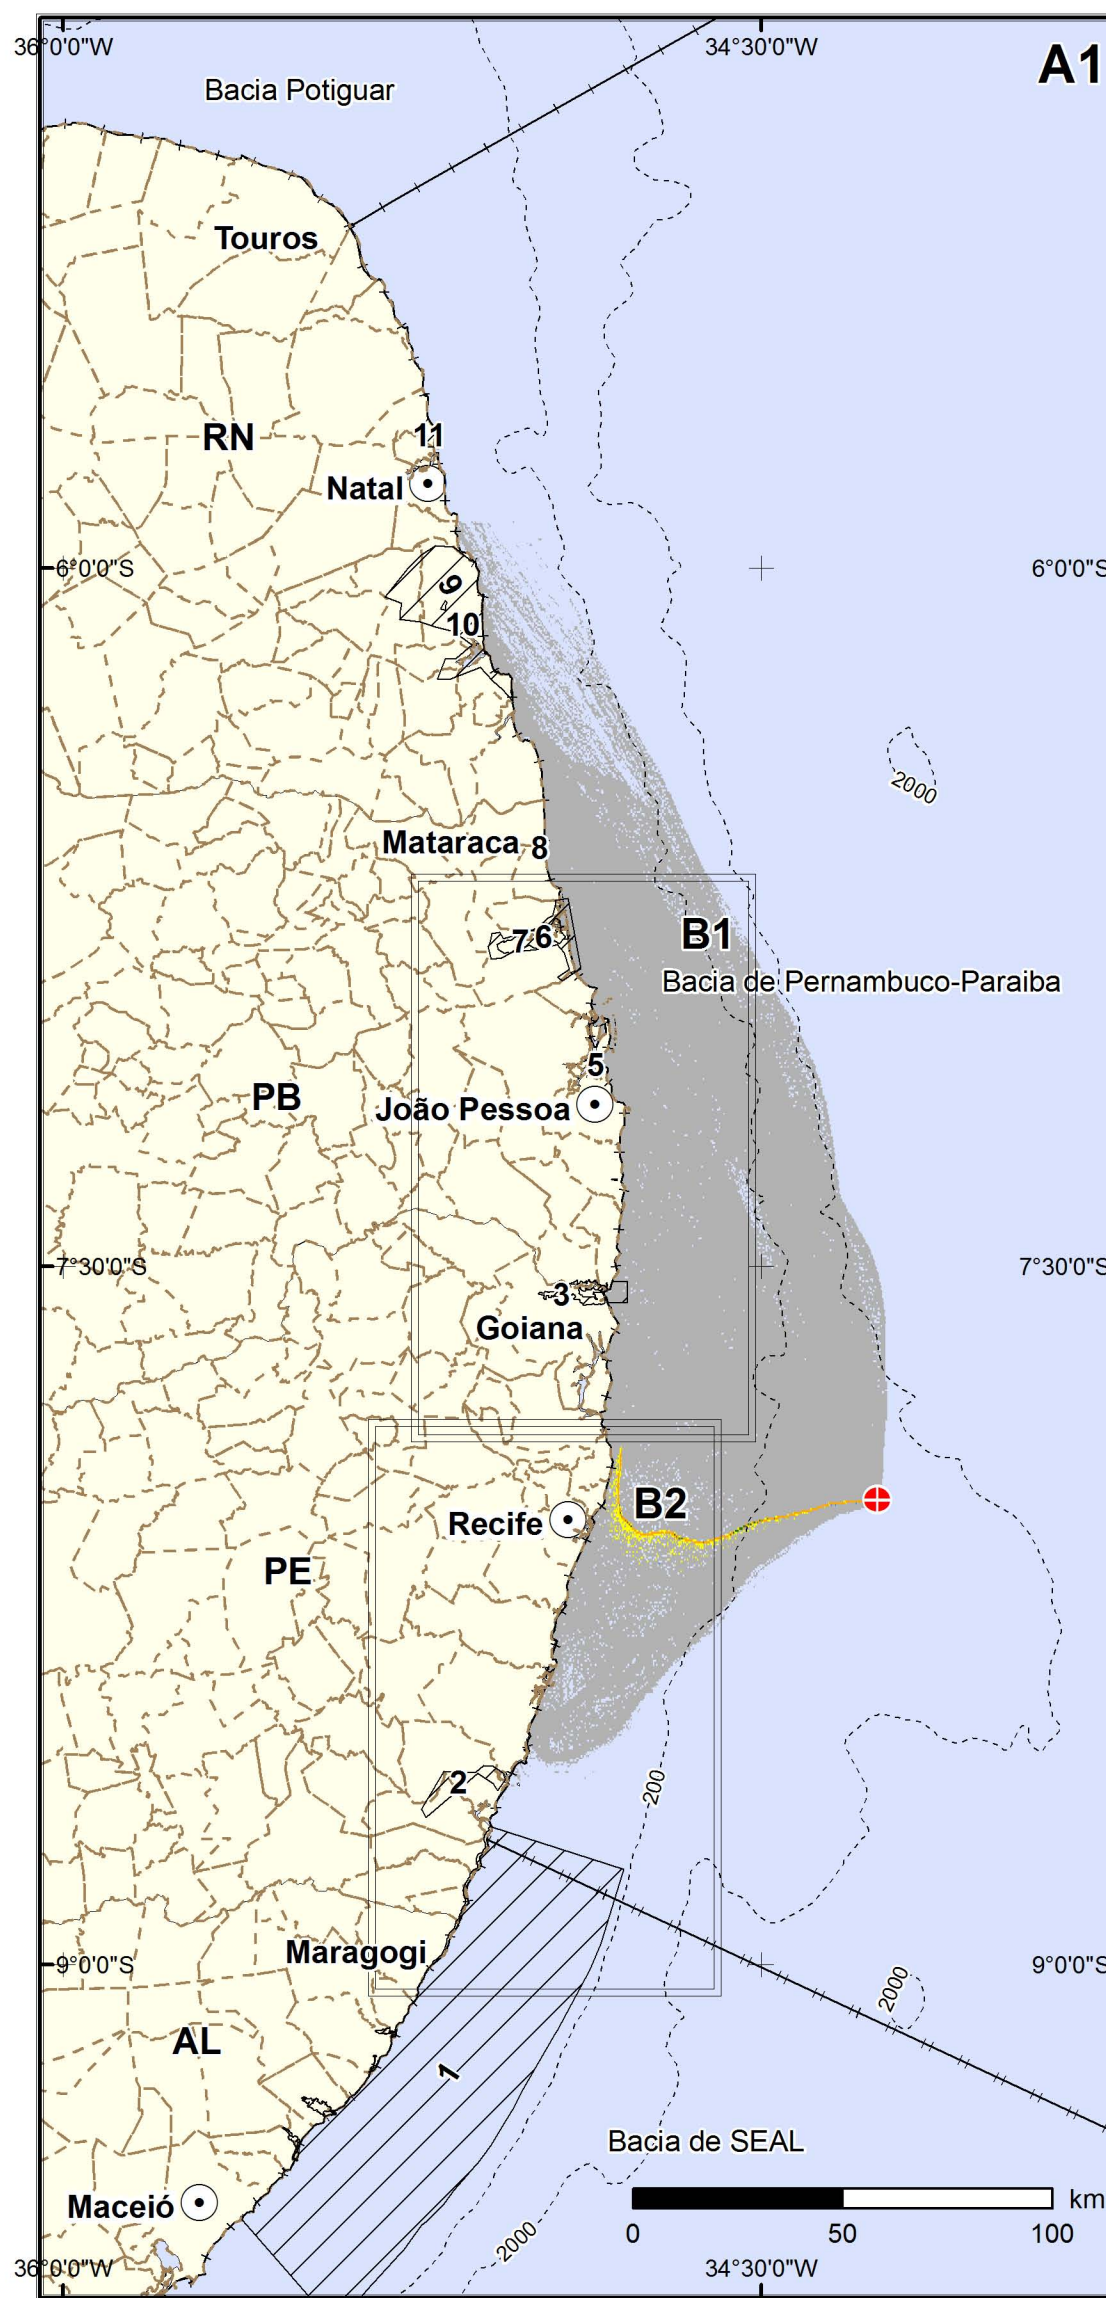 36°0'0"W
34°30'0"W
A1
Bacia Potiguar
Touros
RN
11
Natal
6°0'0"S
6°0'0"S
9
10
2000
Mataraca
8
B1
7
6
Bacia de Pernambuco-Paraiba
5
PB
João Pessoa
7°30'0"S
7°30'0"S
3
Goiana
B2
Recife
PE
2
200
Maragogi
9°0'0"S
9°0'0"S
2000
AL
1
Bacia de SEAL
Maceió
km
0
50
100
2000
36°0'0"W
34°30'0"W